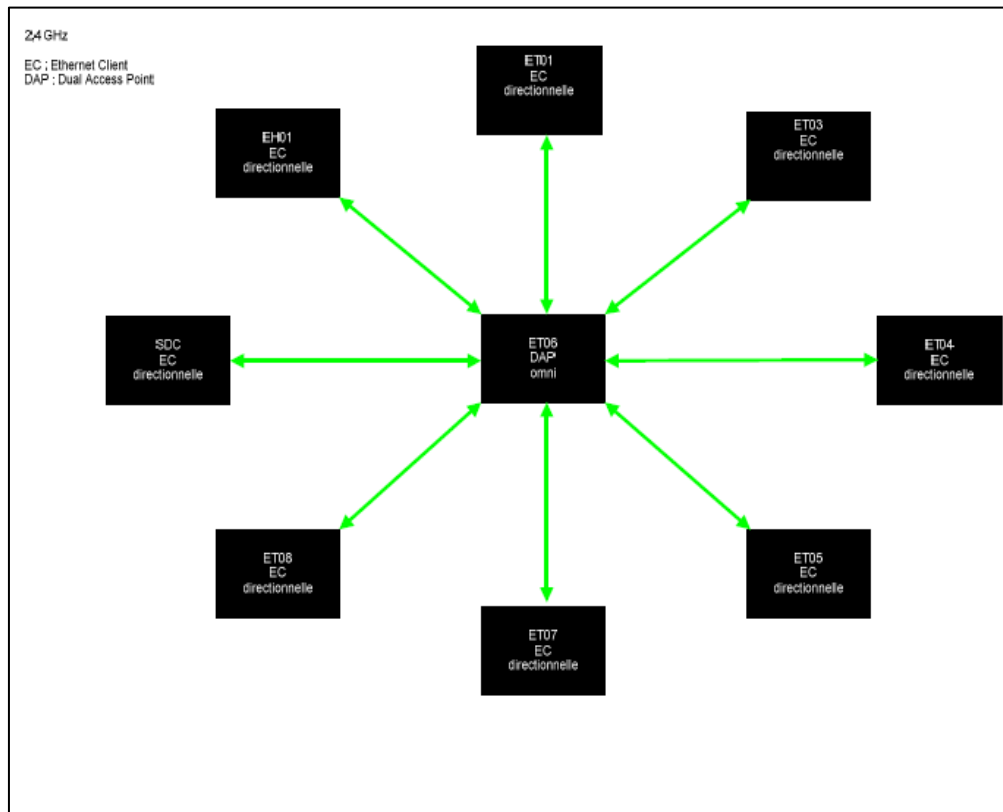 2,4 GHz
EC : Ethernet Client
DAP : Dual Access Point
ET01
EC
directionnelle
EH01
EC
directionnelle
ET03
EC
directionnelle
SDC
EC
directionnelle
ET06
DAP
omni
ET04
EC
directionnelle
ET08
EC
directionnelle
ET05
EC
directionnelle
ET07
EC
directionnelle